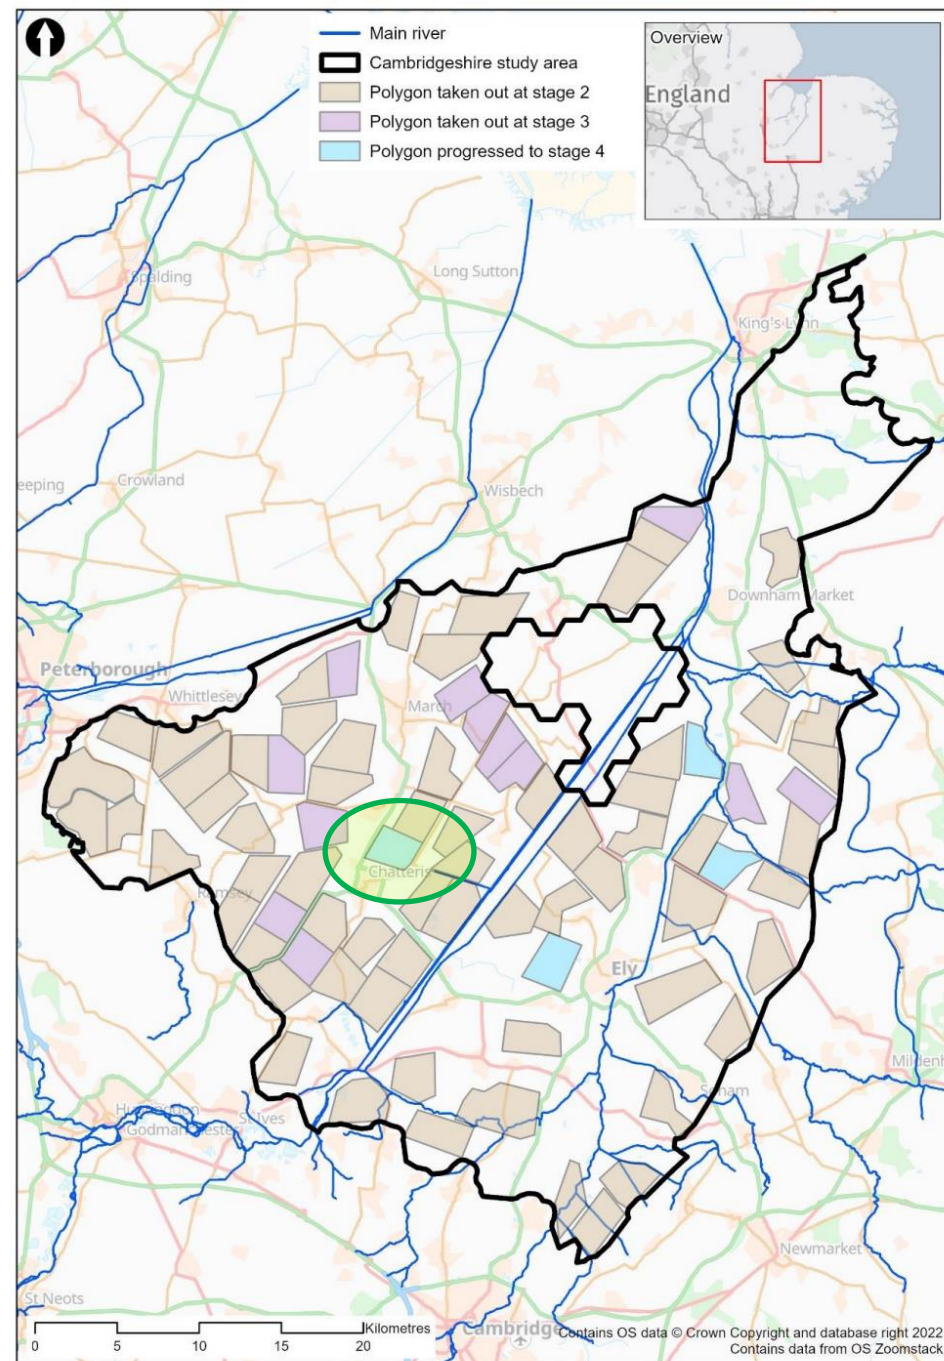 Main river
Cambridgeshire study area
Polygon taken out at stage 2
Polygon taken out at stage 3
Polygon progressed to stage 4
Overview
England
Spalding
Long Sutton
King's Lynn
eeping
Crowland
Wisbech
Downham Market
Peterborough
Whittlesey
March
Chatteris
Ramsey
Ely
Mildenh
Soham
Huntingdon
Godmanchester
St Ives
Newmarket
St Neots
Kilometres
0 5 10 15 20
Cambridge
Contains OS data © Crown Copyright and database right 2022
Contains data from OS Zoomstack